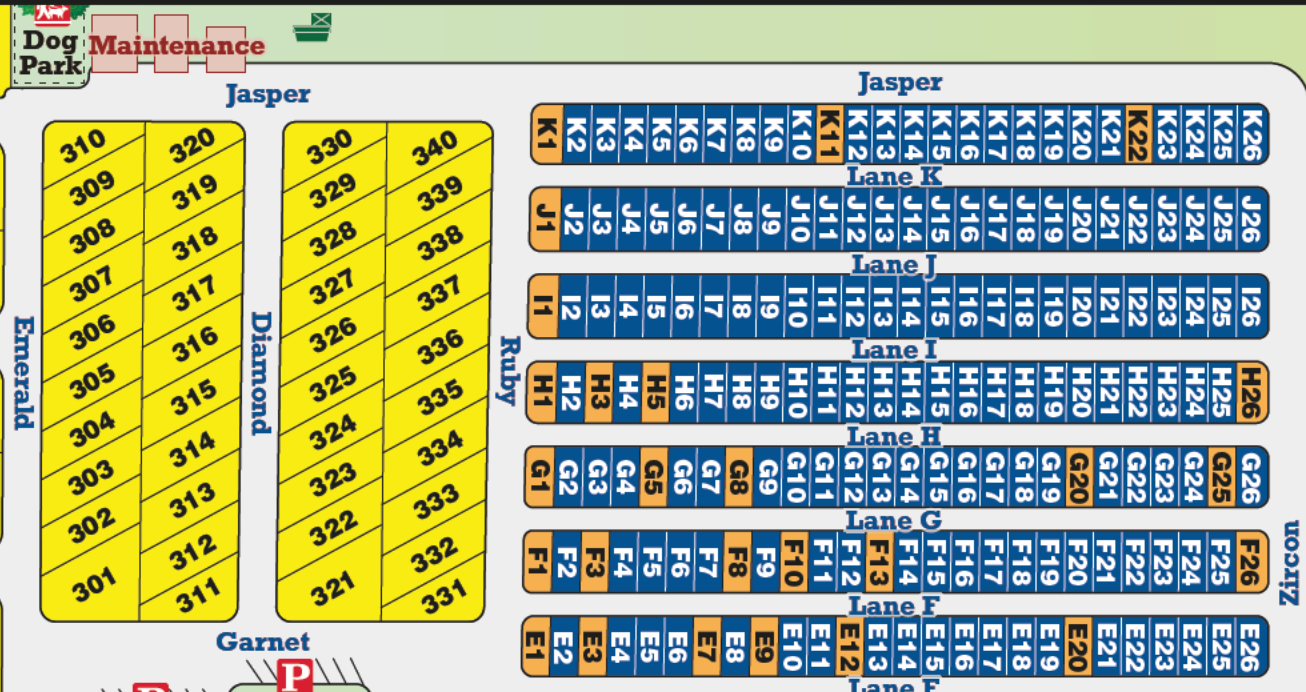 Dog
Park
Maintenance
Jasper
Jasper
310 320 330 340
309 319 329 339
308 318 328 338
307 317 327 337
306 316 326 336
305 315 325 335
304 314 324 334
303 313 323 333
302 312 322 332
301 311 321 331
Emerald
Diamond
Ruby
Garnet
P
K1 K2 K3 K4 K5 K6 K7 K8 K9 K10 K11 K12 K13 K14 K15 K16 K17 K18 K19 K20 K21 K22 K23 K24 K25 K26
Lane K
J1 J2 J3 J4 J5 J6 J7 J8 J9 J10 J11 J12 J13 J14 J15 J16 J17 J18 J19 J20 J21 J22 J23 J24 J25 J26
Lane J
I1 I2 I3 I4 I5 I6 I7 I8 I9 I10 I11 I12 I13 I14 I15 I16 I17 I18 I19 I20 I21 I22 I23 I24 I25 I26
Lane I
H1 H2 H3 H4 H5 H6 H7 H8 H9 H10 H11 H12 H13 H14 H15 H16 H17 H18 H19 H20 H21 H22 H23 H24 H25 H26
Lane H
G1 G2 G3 G4 G5 G6 G7 G8 G9 G10 G11 G12 G13 G14 G15 G16 G17 G18 G19 G20 G21 G22 G23 G24 G25 G26
Lane G
F1 F2 F3 F4 F5 F6 F7 F8 F9 F10 F11 F12 F13 F14 F15 F16 F17 F18 F19 F20 F21 F22 F23 F24 F25 F26
Lane F
E1 E2 E3 E4 E5 E6 E7 E8 E9 E10 E11 E12 E13 E14 E15 E16 E17 E18 E19 E20 E21 E22 E23 E24 E25 E26
Zircon